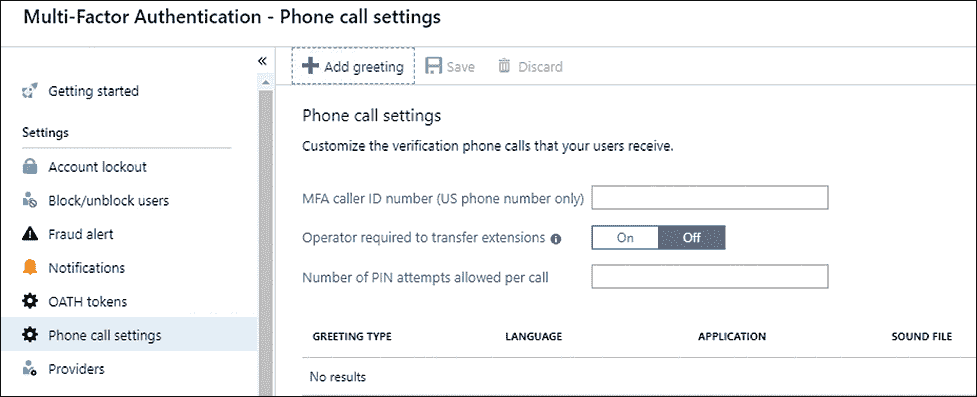 Multi-Factor Authentication - Phone call settings
«
Getting started
Settings
Account lockout
Block/unblock users
Fraud alert
Notifications
OATH tokens
Phone call settings
Providers
Add greeting Save Discard
Phone call settings
Customize the verification phone calls that your users receive.
MFA caller ID number (US phone number only)
Operator required to transfer extensions On Off
Number of PIN attempts allowed per call
GREETING TYPE LANGUAGE APPLICATION SOUND FILE
No results